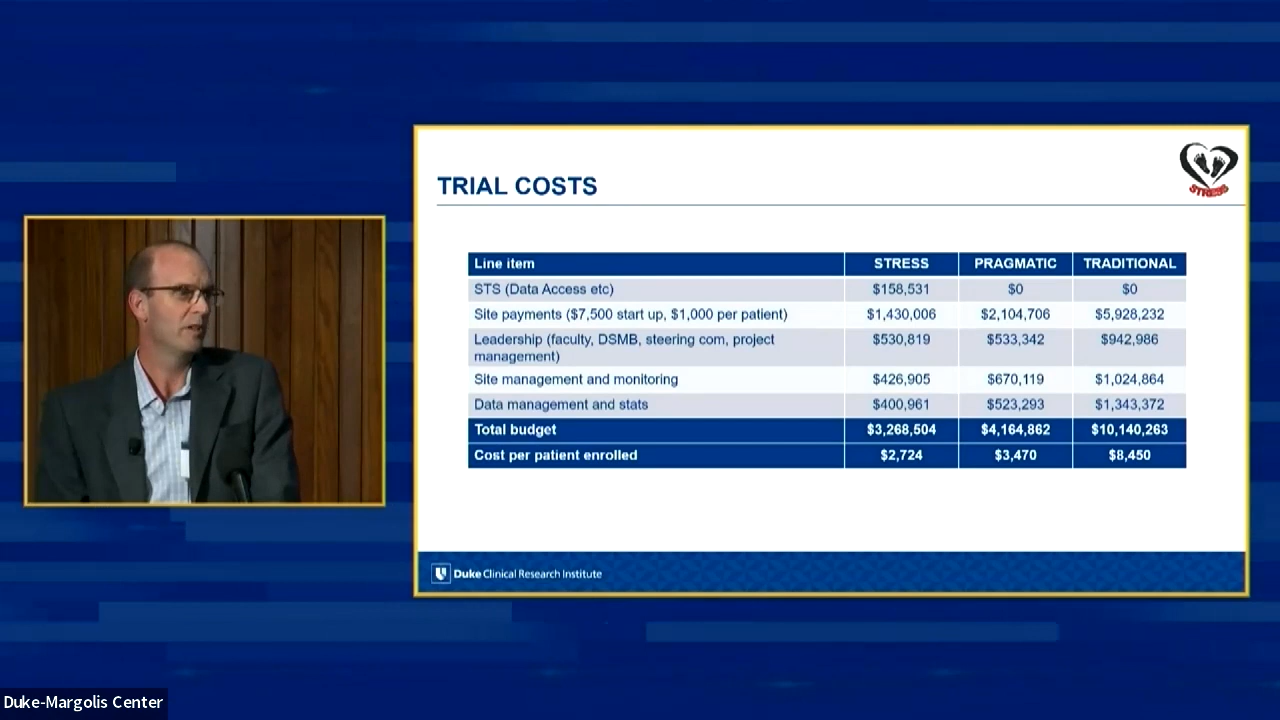 TRIAL COSTS
STRESS
Line item STRESS PRAGMATIC TRADITIONAL
STS (Data Access etc) $158,531 $0 $0
Site payments ($7,500 start up, $1,000 per patient) $1,430,006 $2,104,706 $5,928,232
Leadership (faculty, DSMB, steering com, project $530,819 $533,342 $942,986
management)
Site management and monitoring $426,905 $670,119 $1,024,864
Data management and stats $400,961 $523,293 $1,343,372
Total budget $3,268,504 $4,164,862 $10,140,263
Cost per patient enrolled $2,724 $3,470 $8,450
Duke Clinical Research Institute
Duke-Margolis Center